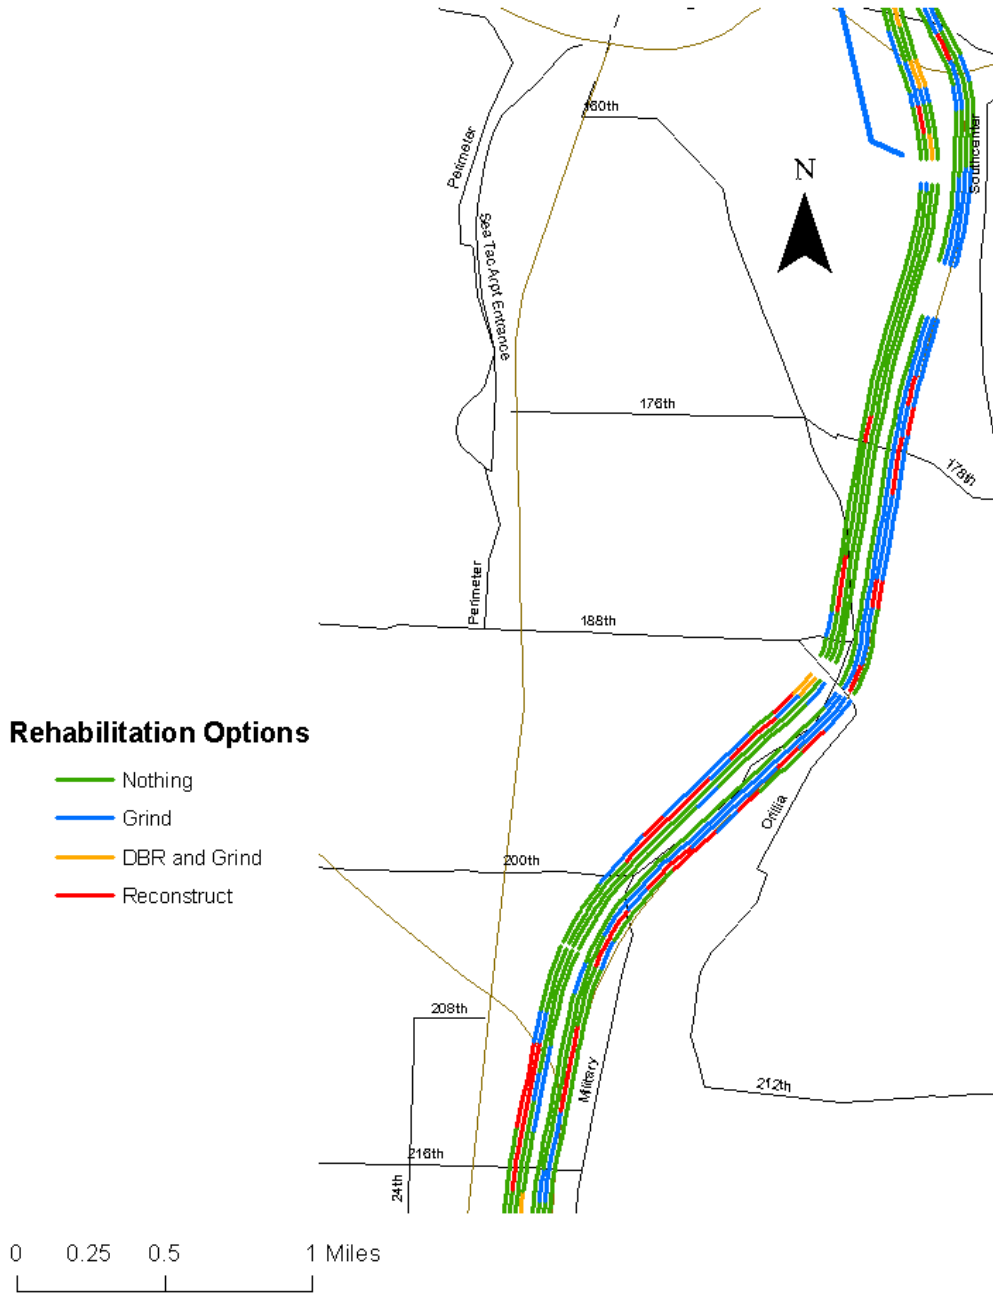 160th
Perimeter
Southcenter
N
Sea Tac Arpt Entrance
176th
178th
Perimeter
188th
Rehabilitation Options
Nothing
Grind
Orillia
DBR and Grind
200th
Reconstruct
208th
Military
212th
216th
24th
0 0.25 0.5 1 Miles